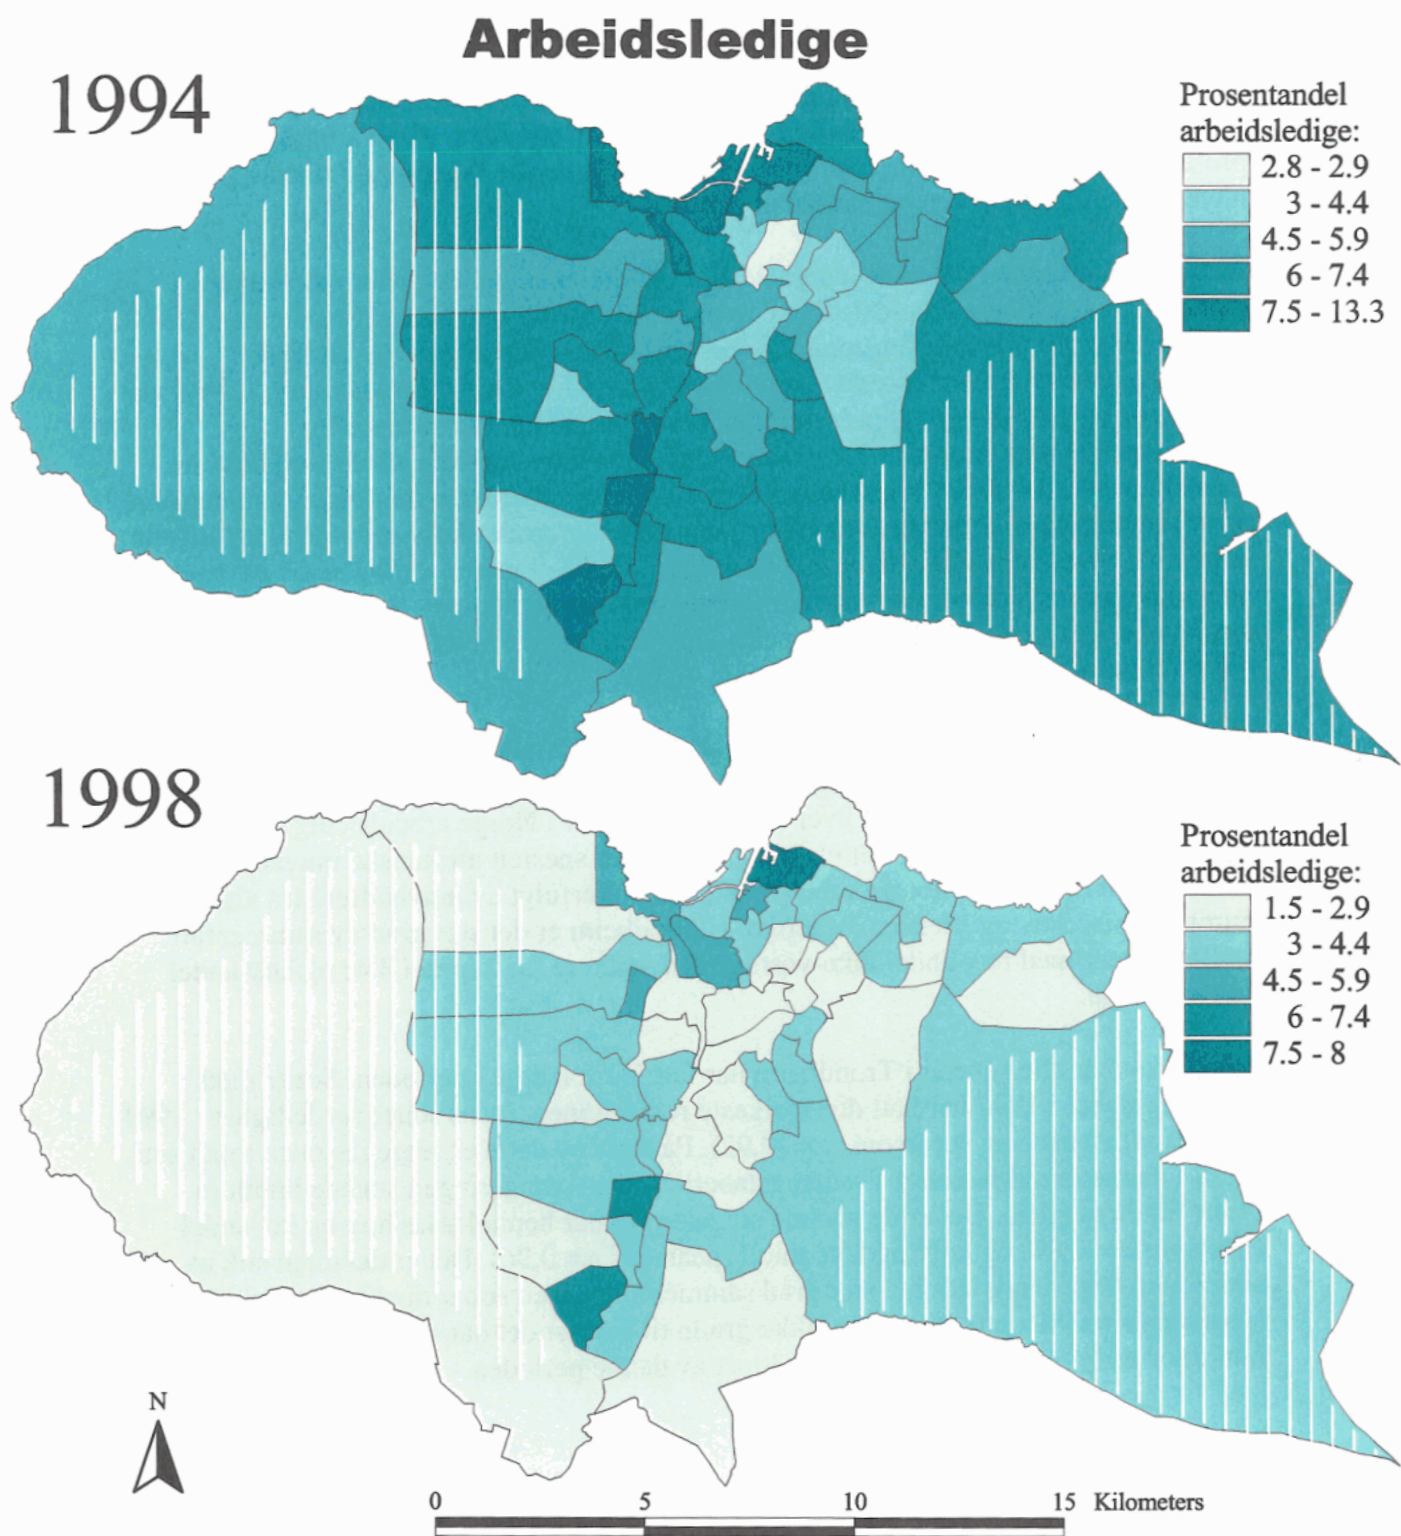 Arbeidsledige
1994
Prosentandel
arbeidsledige:
2.8 - 2.9
3 - 4.4
4.5 - 5.9
6 - 7.4
7.5 - 13.3
1998
Prosentandel
arbeidsledige:
1.5 - 2.9
3 - 4.4
4.5 - 5.9
6 - 7.4
7.5 - 8
N
0 5 10 15 Kilometers